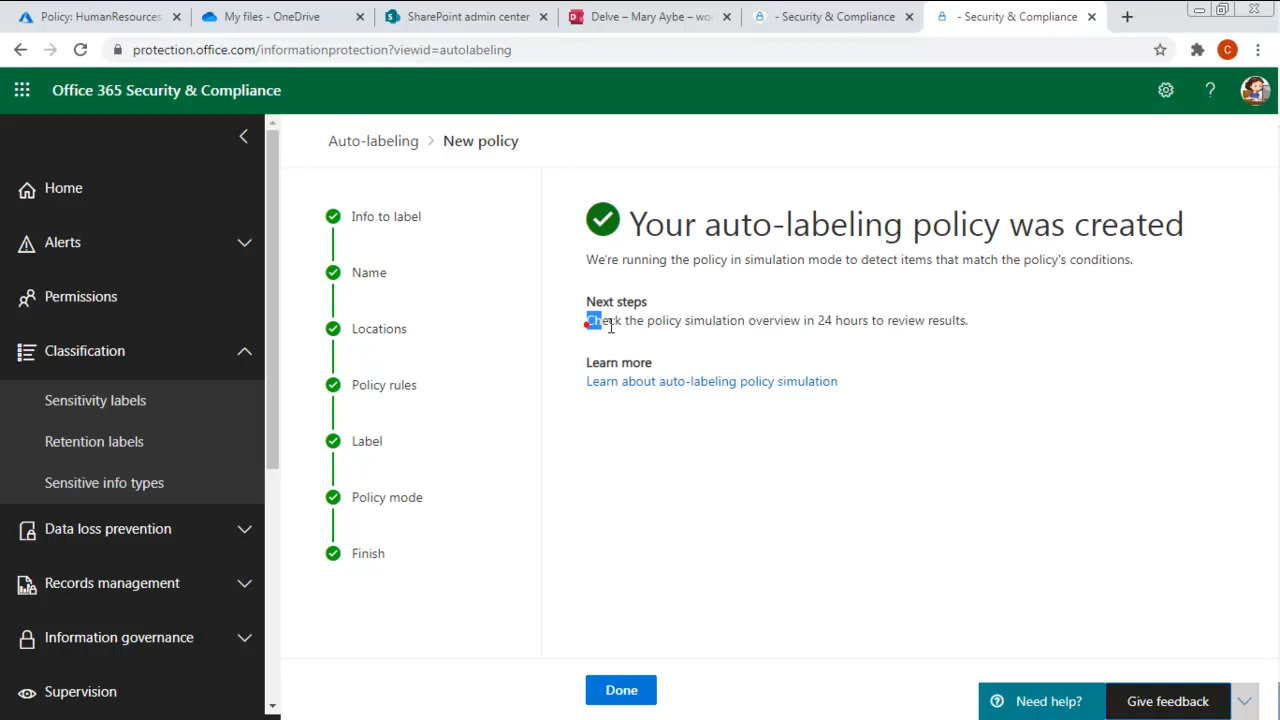 Policy: HumanResources
My files - OneDrive
SharePoint admin center
Delve – Mary Aybe – wo
- Security & Compliance
- Security & Compliance
protection.office.com/informationprotection?viewid=autolabeling
C
Office 365 Security & Compliance
?
Auto-labeling > New policy
Home
Alerts
Permissions
Classification
Sensitivity labels
Retention labels
Sensitive info types
Data loss prevention
Records management
Information governance
Supervision
Info to label
Name
Locations
Policy rules
Label
Policy mode
Finish
Your auto-labeling policy was created
We're running the policy in simulation mode to detect items that match the policy's conditions.
Next steps
Check the policy simulation overview in 24 hours to review results.
Learn more
Learn about auto-labeling policy simulation
Done
Need help?
Give feedback